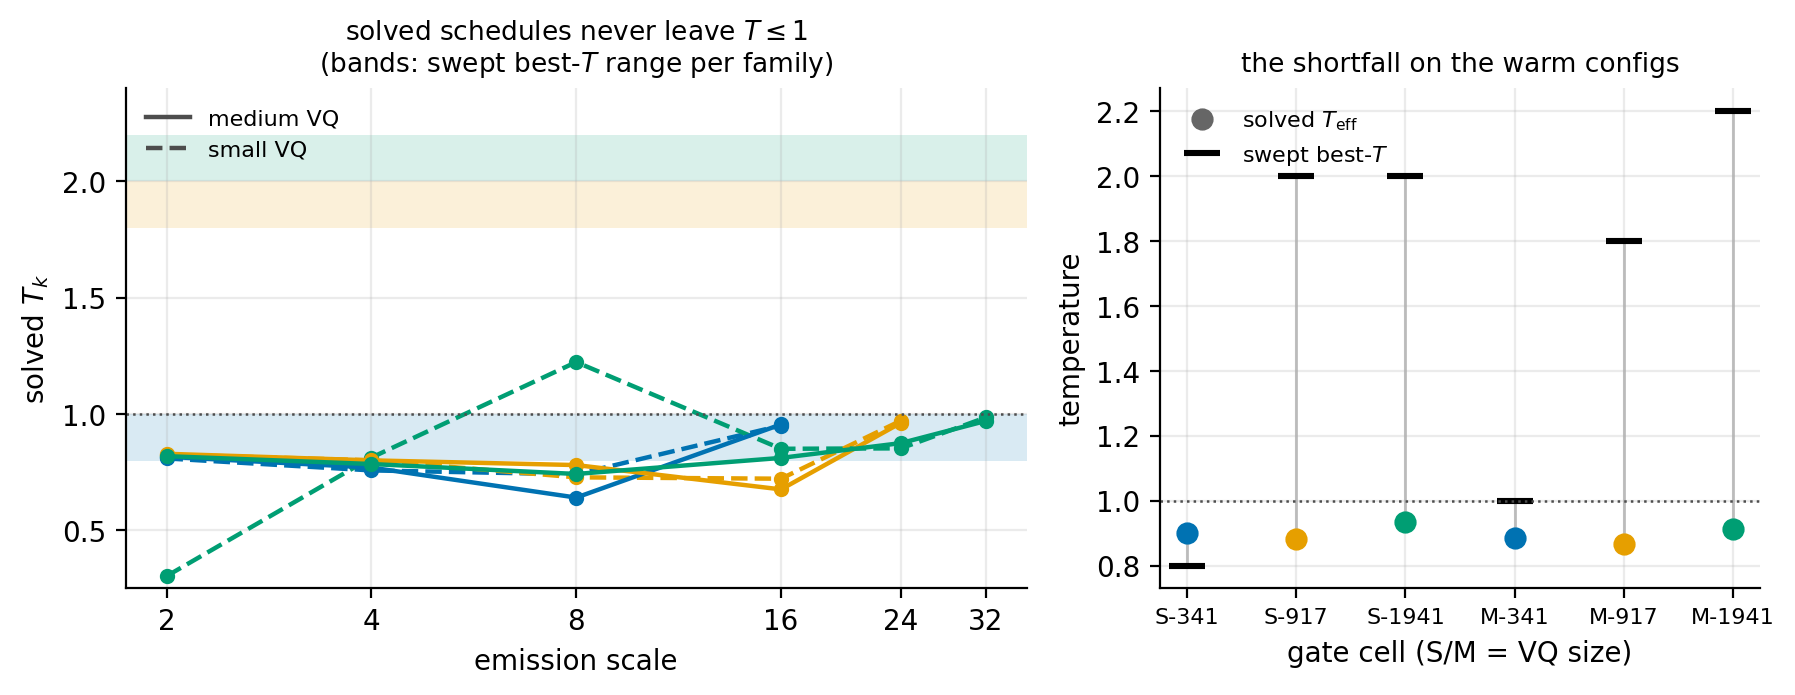 solved schedules never leave T ≤ 1
(bands: swept best-T range per family)
medium VQ
small VQ
2.0
1.5
1.0
0.5
solved Tk
2 4 8 16 24 32
emission scale
the shortfall on the warm configs
solved Teff
swept best-T
2.2
2.0
1.8
1.6
1.4
1.2
1.0
0.8
temperature
S-341 S-917 S-1941 M-341 M-917 M-1941
gate cell (S/M = VQ size)